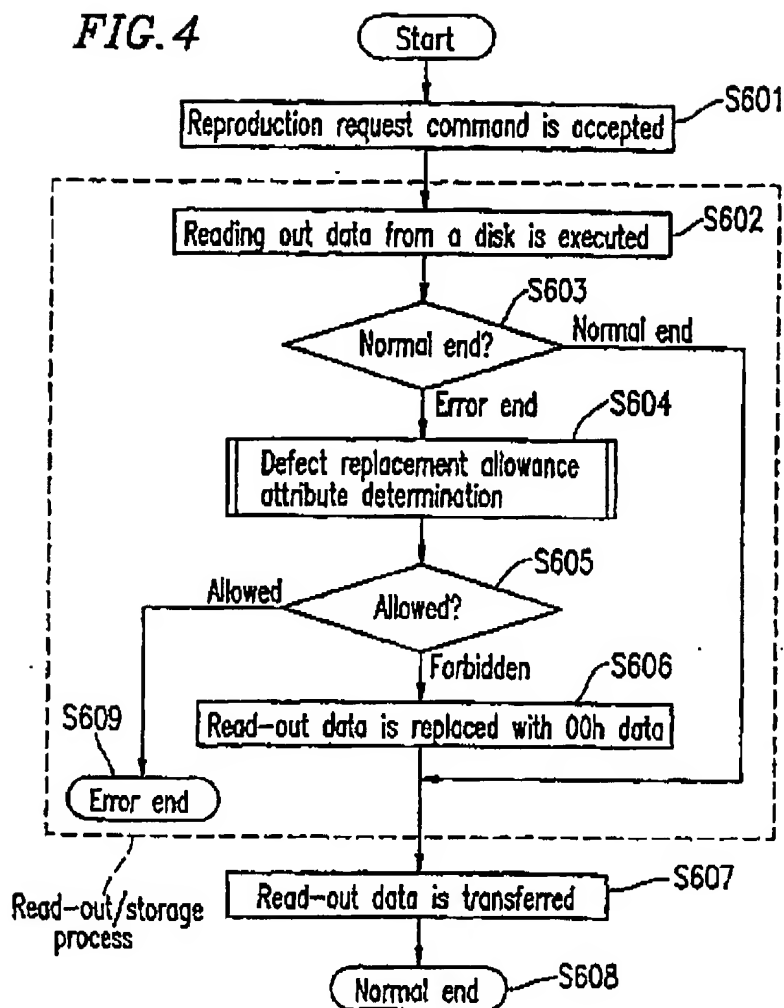 FIG. 4
Start
S601
Reproduction request command is accepted
S602
Reading out data from a disk is executed
S603
Normal end?
Normal end
Error end
S604
Defect replacement allowance
attribute determination
S605
Allowed
Allowed?
Forbidden
S606
Read-out data is replaced with 00h data
S609
Error end
S607
Read-out/storage
process
Read-out data is transferred
Normal end
S608